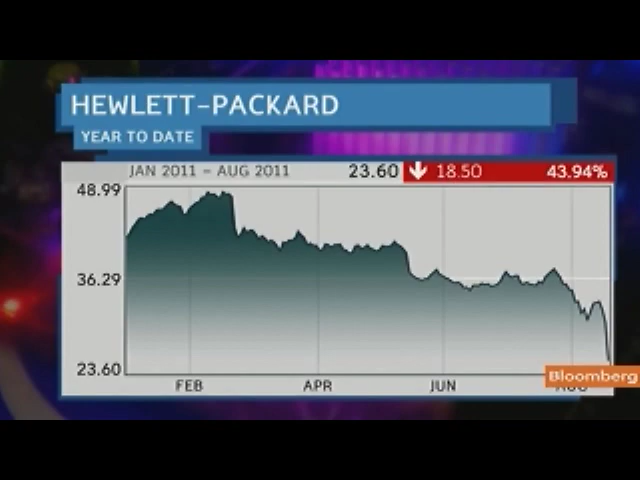 HEWLETT-PACKARD
YEAR TO DATE
JAN 2011 - AUG 2011 23.60 18.50 43.94%
48.99
36.29
23.60
FEB APR JUN AUG
Bloomberg